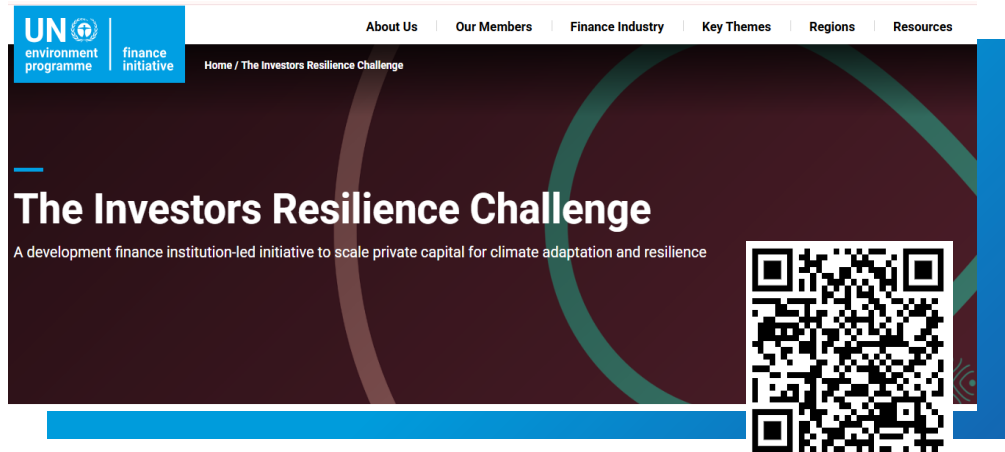 UN
environment
programme
finance
initiative
About Us
Our Members
Finance Industry
Key Themes
Regions
Resources
Home / The Investors Resilience Challenge
The Investors Resilience Challenge
A development finance institution-led initiative to scale private capital for climate adaptation and resilience